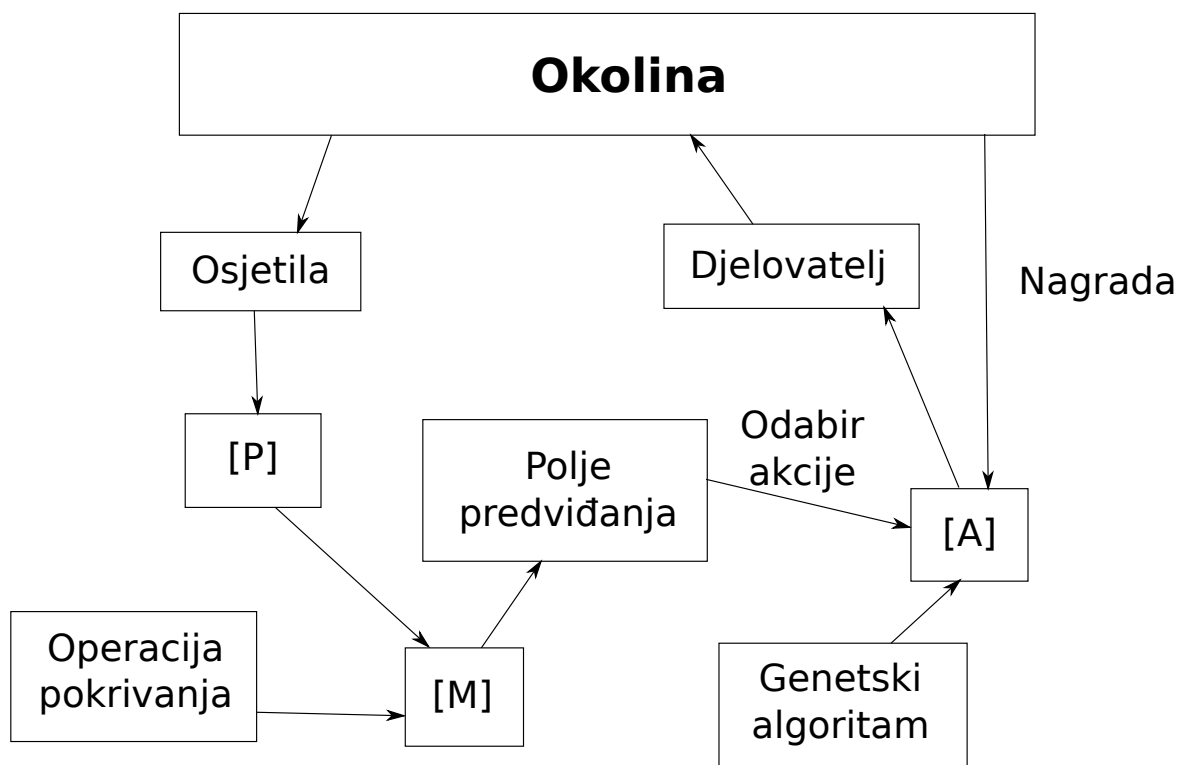 Okolina
Osjetila
Djelovatelj
Nagrada
[P]
Polje
predviđanja
Odabir
akcije
[A]
Operacija
pokrivanja
[M]
Genetski
algoritam